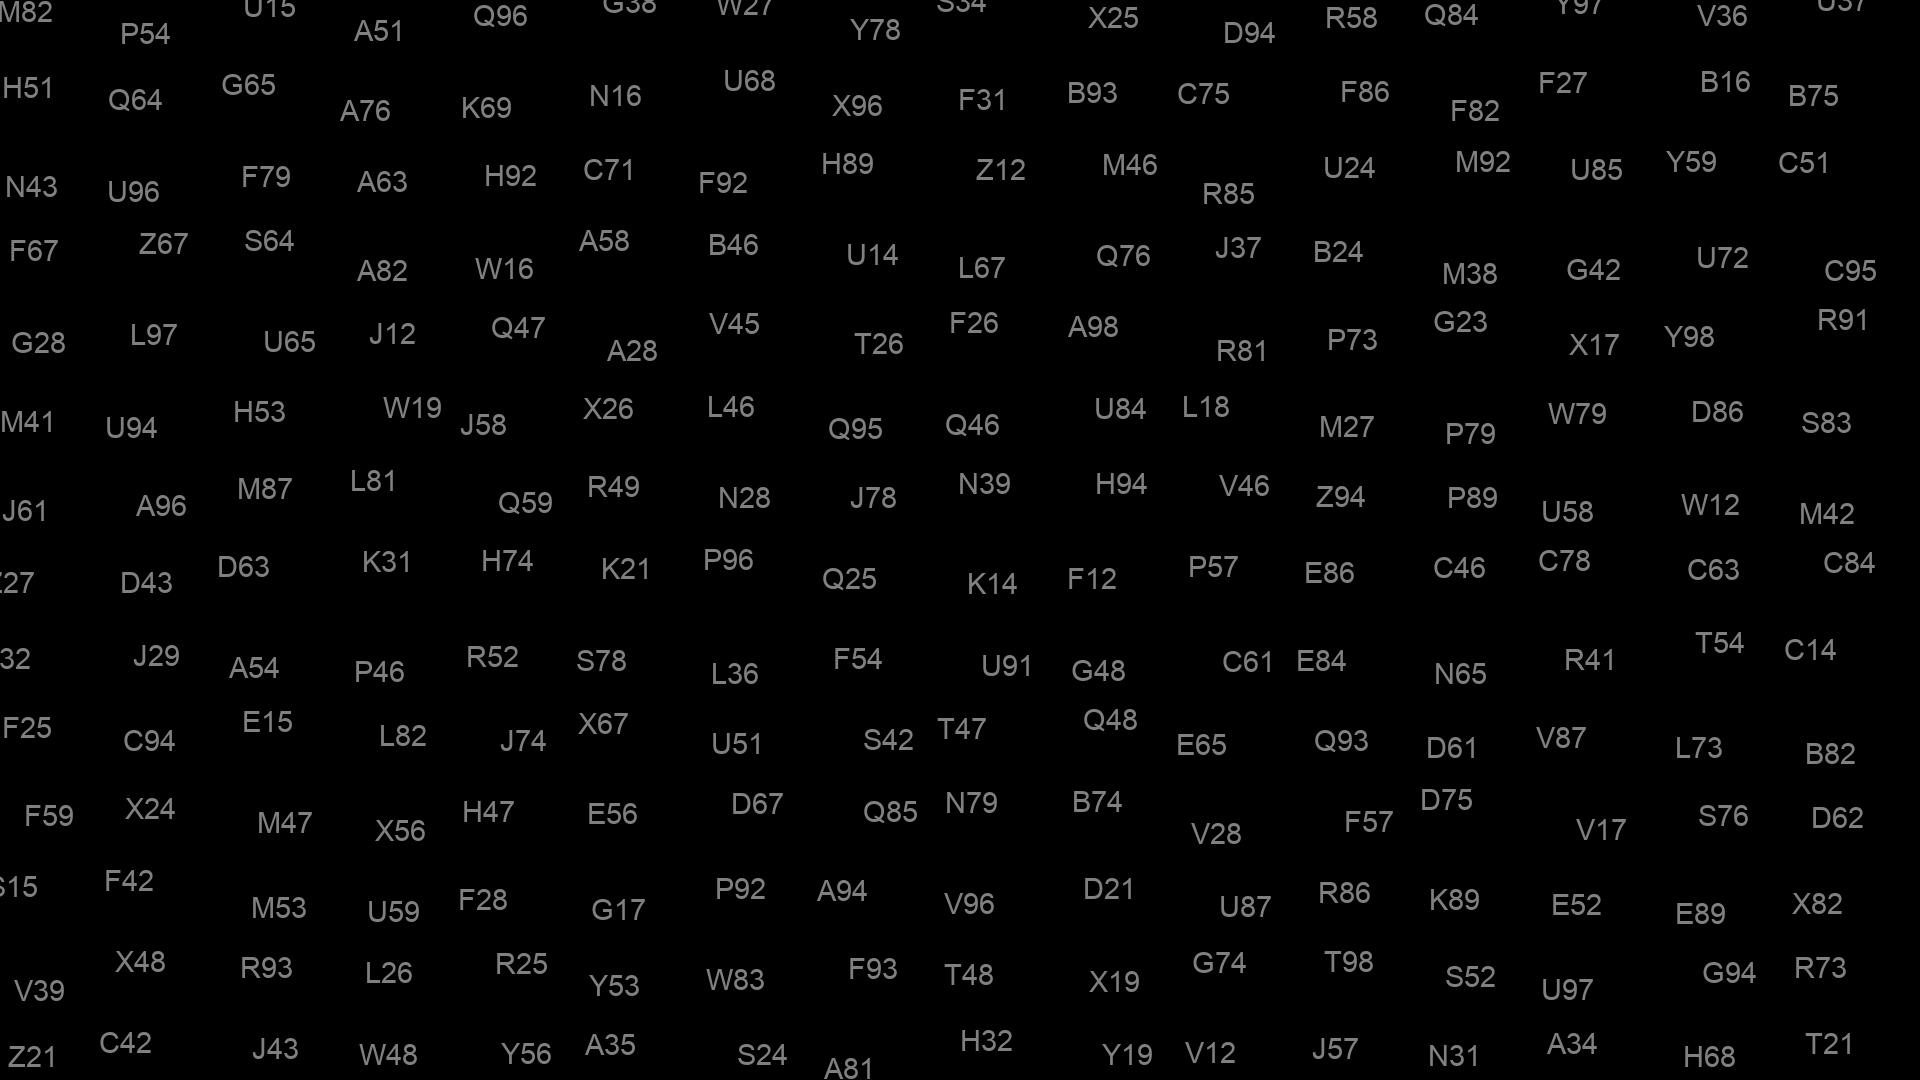 M82 P54 U15 A51 Q96 G38 W27 Y78 S34 X25 D94 R58 Q84 Y97 V36 U37
H51 Q64 G65 A76 K69 N16 U68 X96 F31 B93 C75 F86 F82 F27 B16 B75
N43 U96 F79 A63 H92 C71 F92 H89 Z12 M46 R85 U24 M92 U85 Y59 C51
F67 Z67 S64 A82 W16 A58 B46 U14 L67 Q76 J37 B24 M38 G42 U72 C95
G28 L97 U65 J12 Q47 A28 V45 T26 F26 A98 R81 P73 G23 X17 Y98 R91
M41 U94 H53 W19 J58 X26 L46 Q95 Q46 U84 L18 M27 P79 W79 D86 S83
J61 A96 M87 L81 Q59 R49 N28 J78 N39 H94 V46 Z94 P89 U58 W12 M42
27 D43 D63 K31 H74 K21 P96 Q25 K14 F12 P57 E86 C46 C78 C63 C84
32 J29 A54 P46 R52 S78 L36 F54 U91 G48 C61 E84 N65 R41 T54 C14
F25 C94 E15 L82 J74 X67 U51 S42 T47 Q48 E65 Q93 D61 V87 L73 B82
F59 X24 M47 X56 H47 E56 D67 Q85 N79 B74 V28 F57 D75 V17 S76 D62
S15 F42 M53 U59 F28 G17 P92 A94 V96 D21 U87 R86 K89 E52 E89 X82
V39 X48 R93 L26 R25 Y53 W83 F93 T48 X19 G74 T98 S52 U97 G94 R73
Z21 C42 J43 W48 Y56 A35 S24 A81 H32 Y19 V12 J57 N31 A34 H68 T21